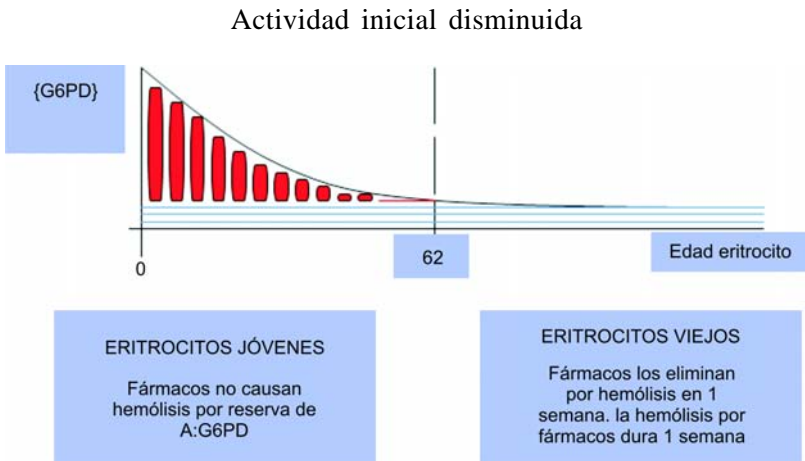 Actividad inicial disminuida
{G6PD}
0
62
Edad eritrocito
ERITROCITOS JÓVENES
Fármacos no causan
hemólisis por reserva de
A:G6PD
ERITROCITOS VIEJOS
Fármacos los eliminan
por hemólisis en 1
semana. la hemólisis por
fármacos dura 1 semana